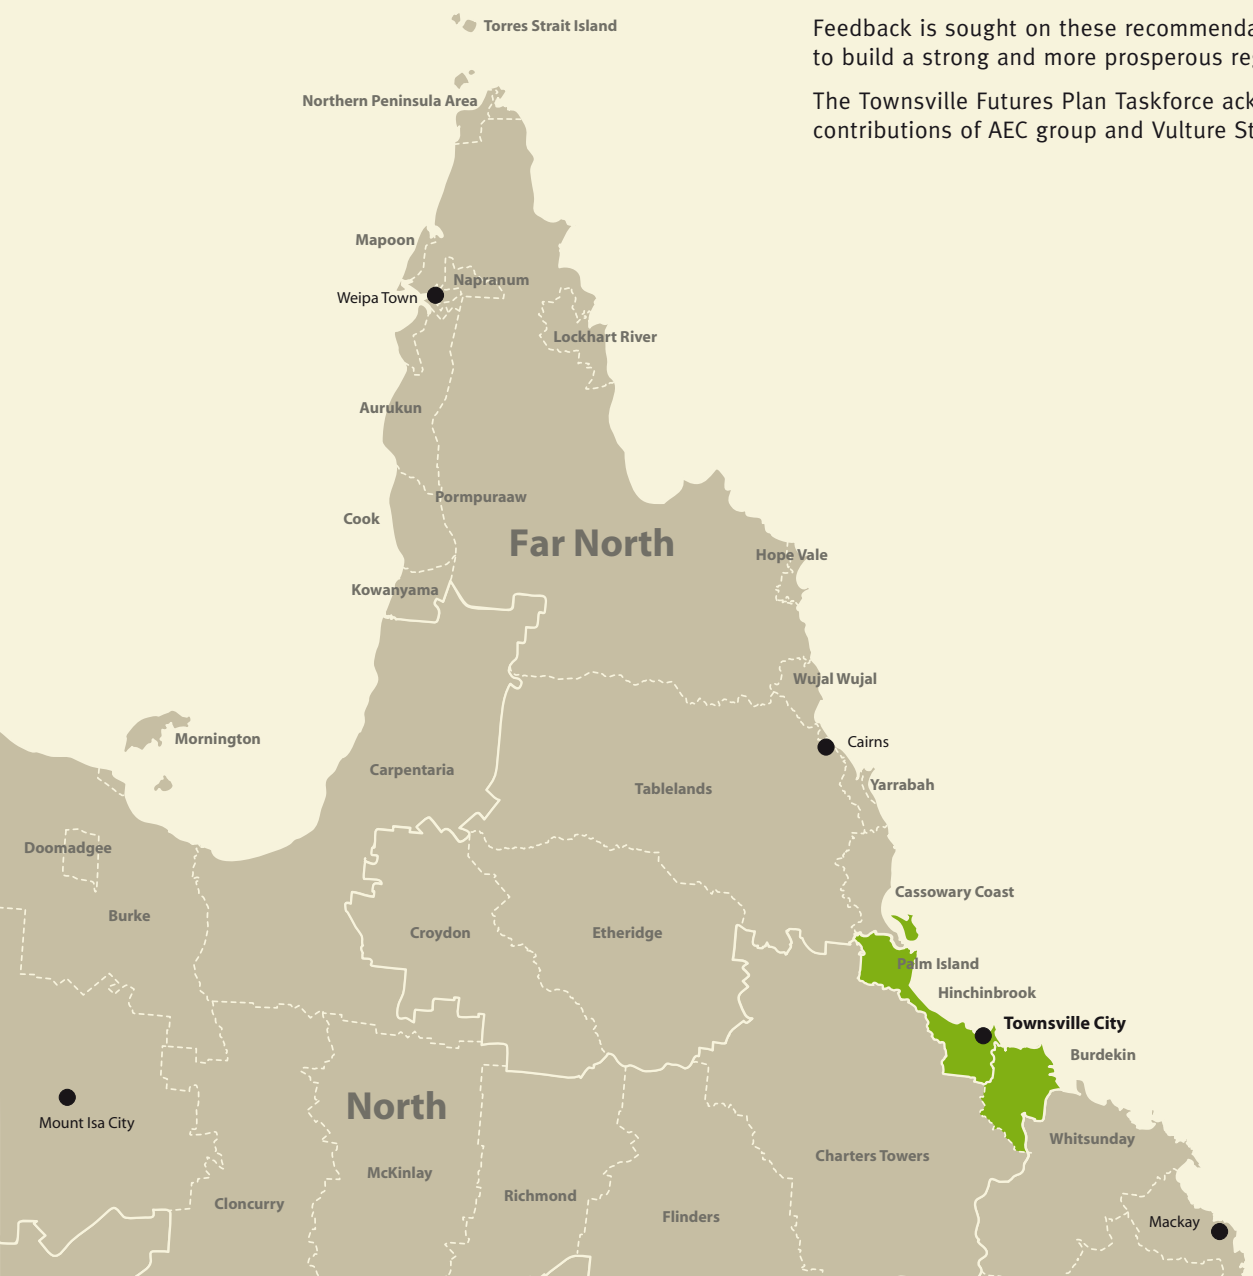 Feedback is sought on these recommenda
to build a strong and more prosperous re
The Townsville Futures Plan Taskforce ack
contributions of AEC group and Vulture St
Torres Strait Island
Northern Peninsula Area
Mapoon
Napranum
Weipa Town
Lockhart River
Aurukun
Pormpuraaw
Cook
Far North
Hope Vale
Kowanyama
Wujal Wujal
Mornington
Cairns
Carpentaria
Tablelands
Yarrabah
Doomadgee
Cassowary Coast
Burke
Croydon
Etheridge
Palm Island
Hinchinbrook
Townsville City
Burdekin
Mount Isa City
North
Whitsunday
Charters Towers
McKinlay
Richmond
Cloncurry
Flinders
Mackay